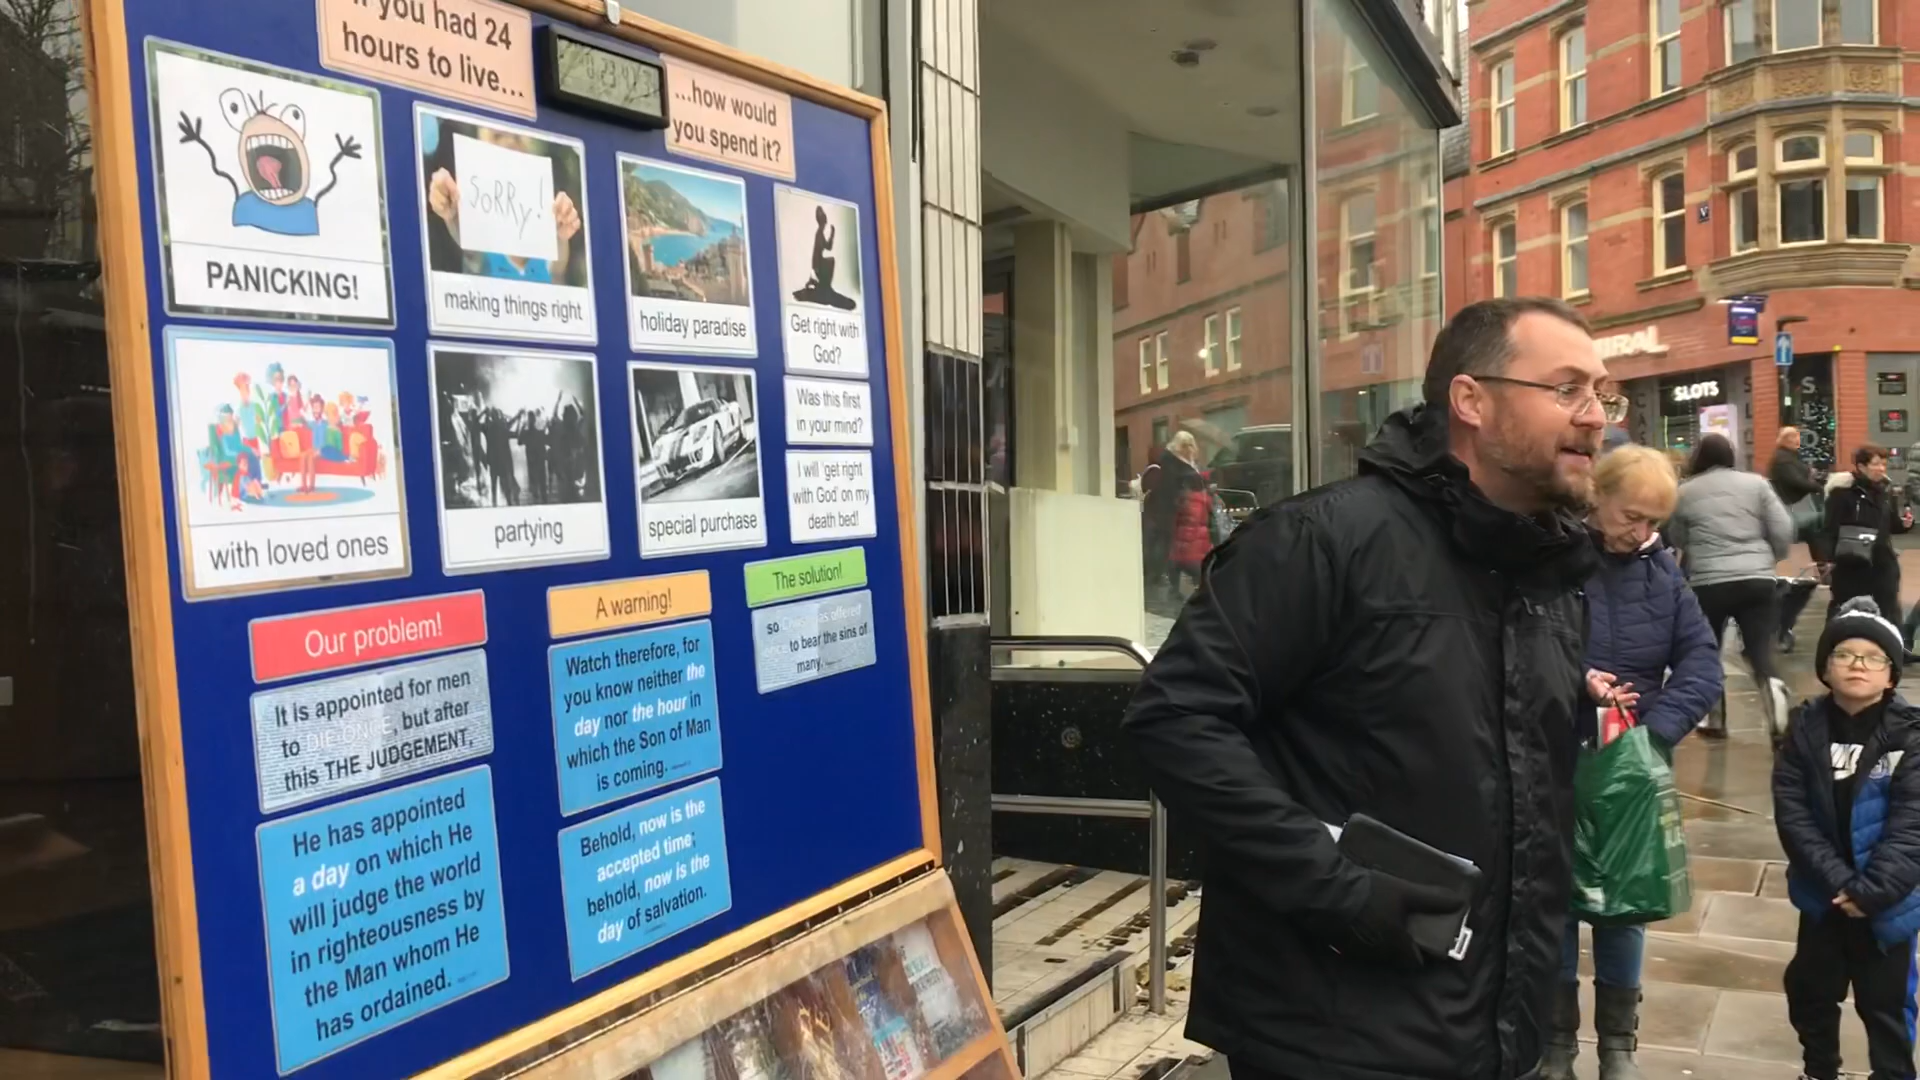 you had 24
hours to live...
...how would
you spend it?
PANICKING!
SORRY!
making things right
holiday paradise
Get right with
God?
Was this first
in your mind?
I will 'get right
with God' on my
death bed!
with loved ones
partying
special purchase
Our problem!
It is appointed for men
to DIE ONCE, but after
this THE JUDGEMENT,
He has appointed
a day on which He
will judge the world
in righteousness by
the Man whom He
has ordained.
A warning!
Watch therefore, for
you know neither the
day nor the hour in
which the Son of Man
is coming.
Behold, now is the
accepted time;
behold, now is the
day of salvation.
The solution!
so Christ was offered
once to bear the sins of
many.
SLOTS